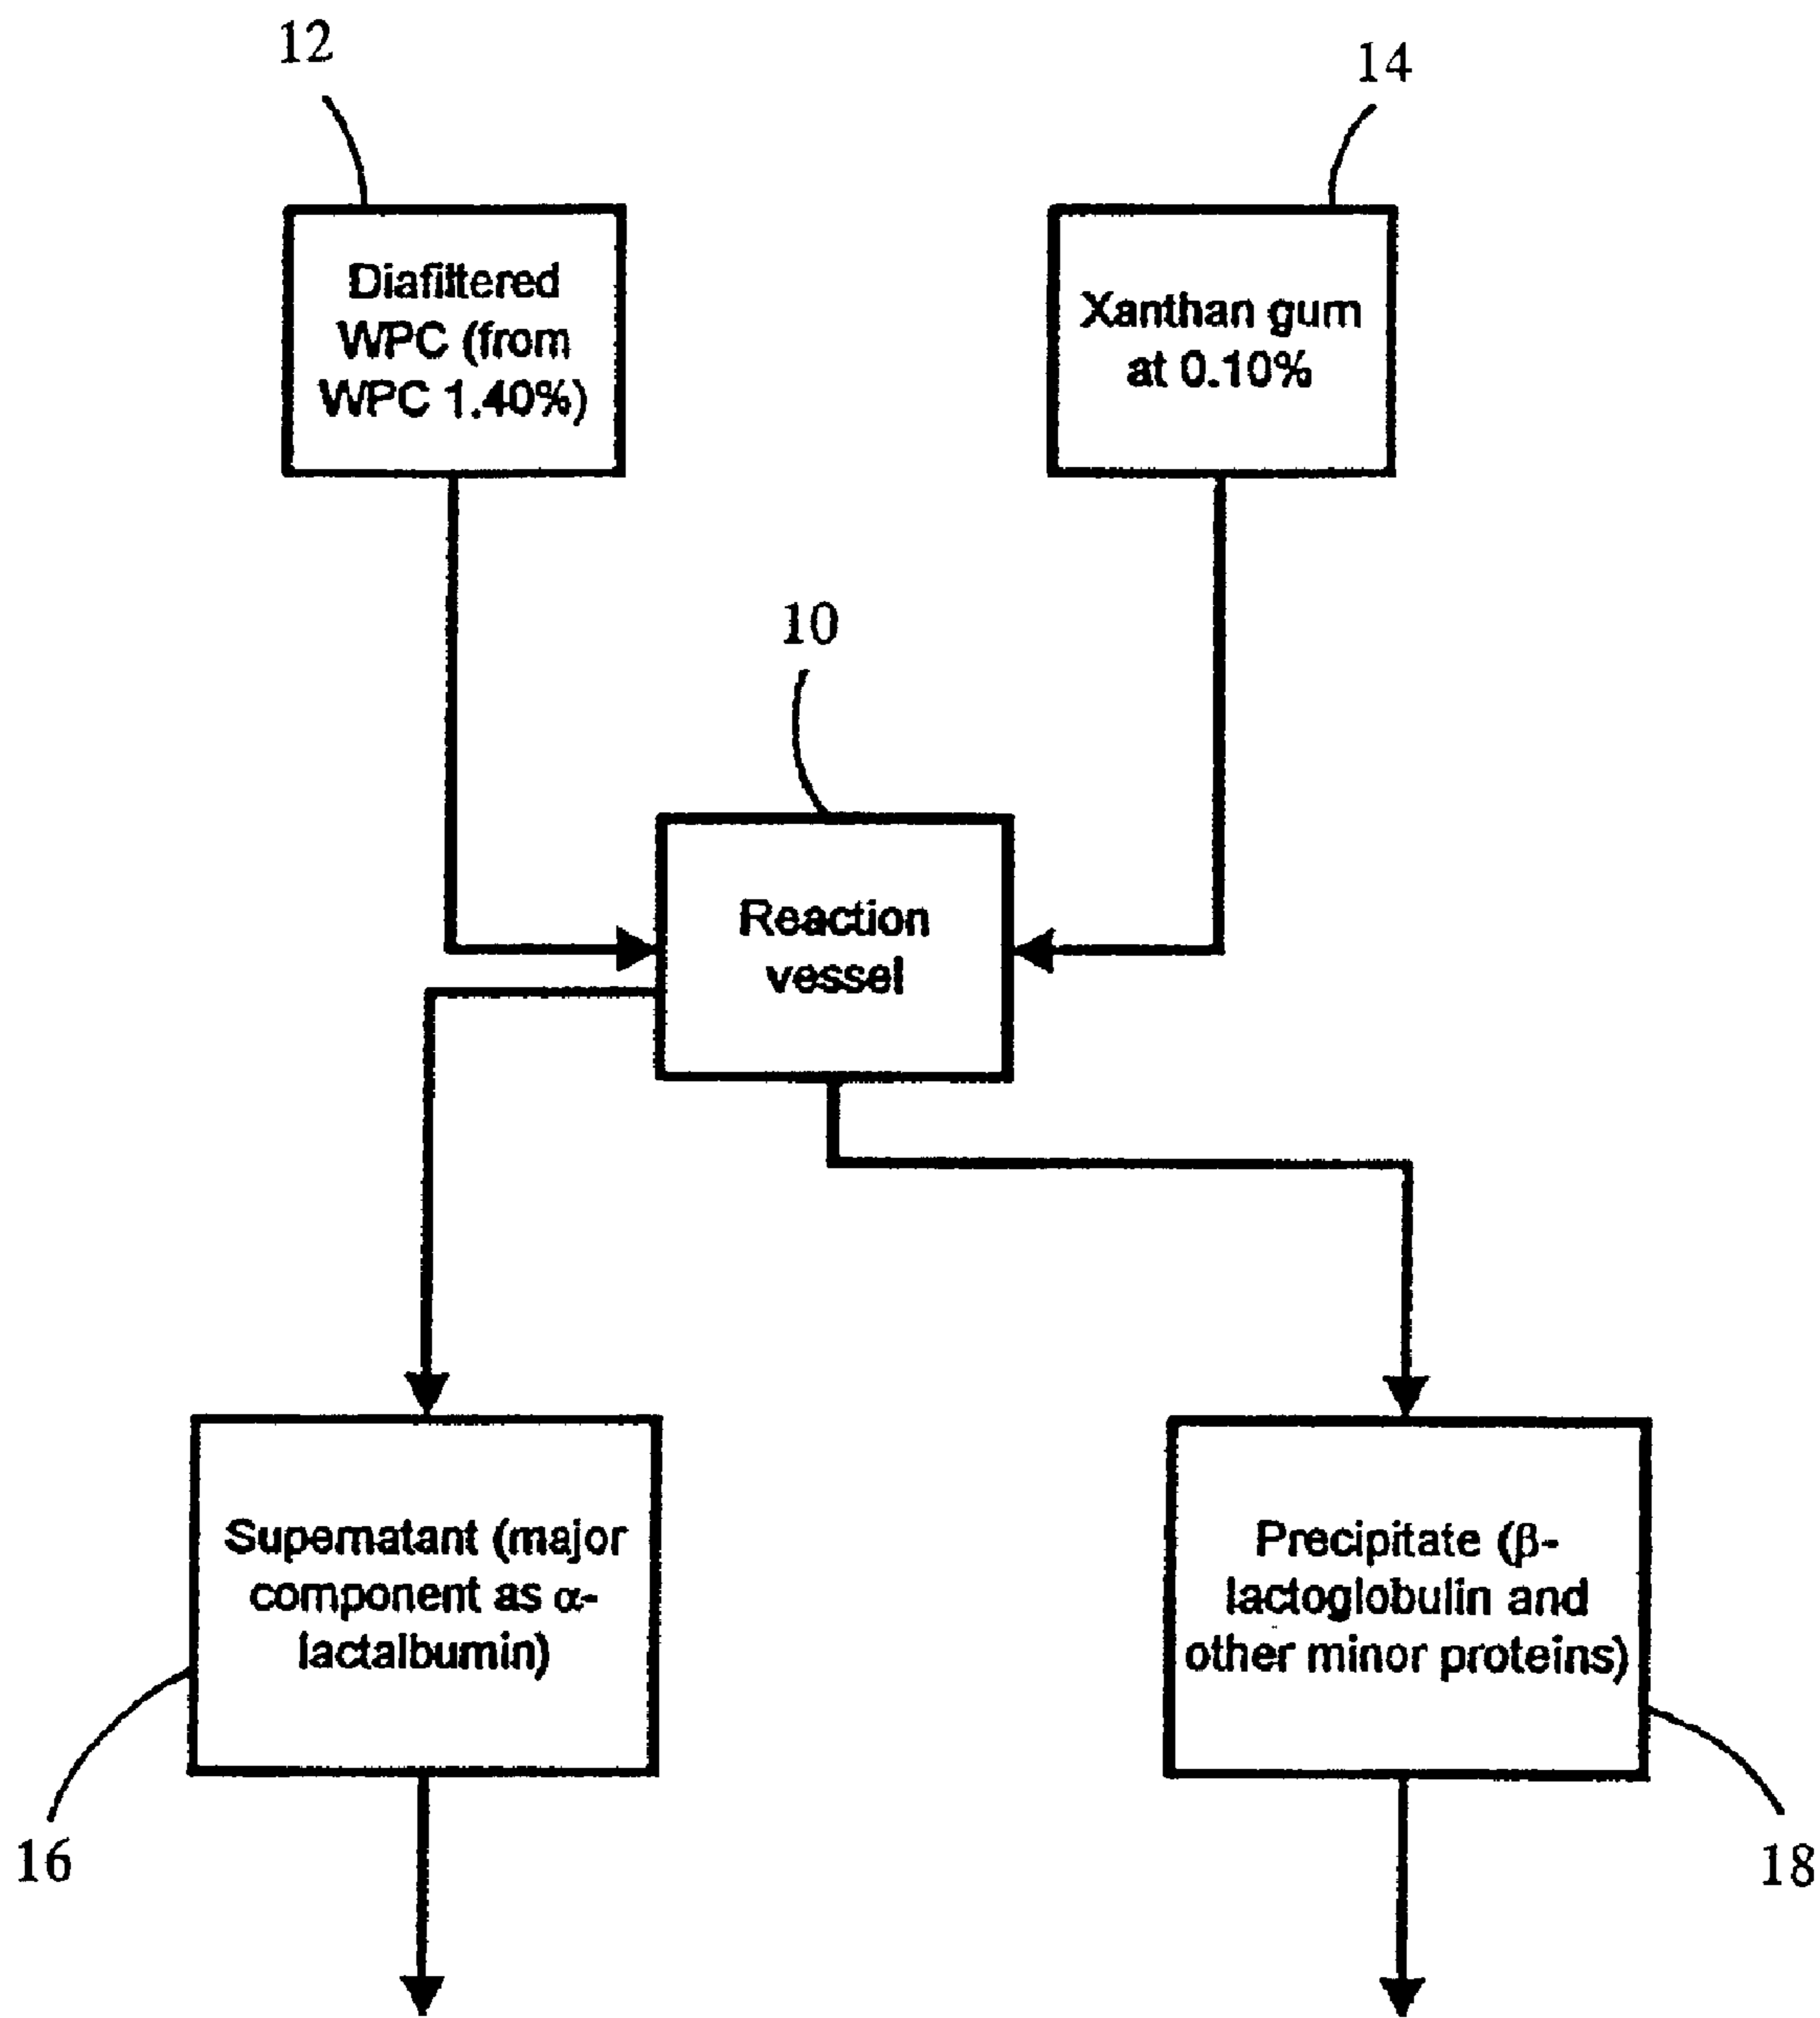 12
14
Diafiltered
WPC (from
WPC 1.40%)
Xanthan gum
at 0.10%
10
Reaction
vessel
Supernatant (major
component as α-
lactalbumin)
Precipitate (β-
lactoglobulin and
other minor proteins)
16
18